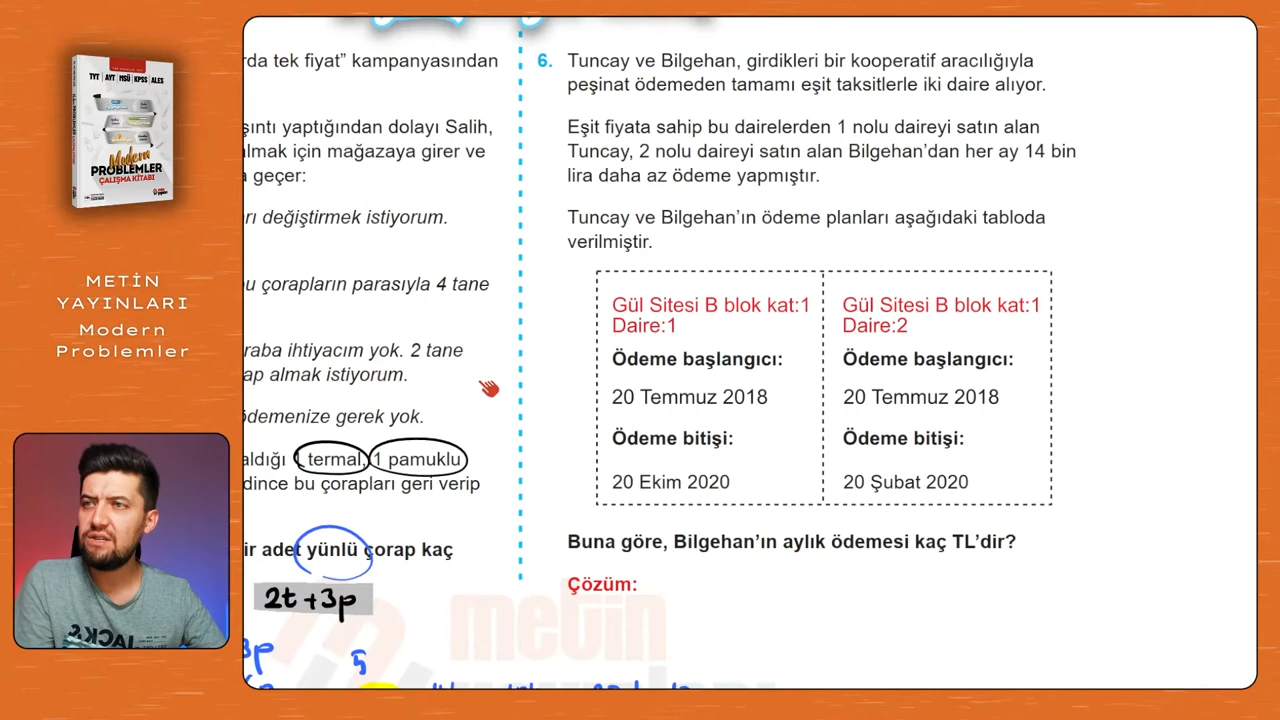 TYT | AYT | MSÜ | KPSS | ALES
Modern
PROBLEMLER
ÇALIŞMA KİTABI
METİN
YAYINLARI
Modern
Problemler
rda tek fiyat” kampanyasından
şıntı yaptığından dolayı Salih,
almak için mağazaya girer ve
a geçer:
arı değiştirmek istiyorum.
bu çorapların parasıyla 4 tane
raba ihtiyacım yok. 2 tane
ap almak istiyorum.
ödemenize gerek yok.
aldığı 1 termal, 1 pamuklu
dince bu çorapları geri verip
ir adet yünlü çorap kaç
2t + 3p
3p
6. Tuncay ve Bilgehan, girdikleri bir kooperatif aracılığıyla
peşinat ödemeden tamamı eşit taksitlerle iki daire alıyor.
Eşit fiyata sahip bu dairelerden 1 nolu daireyi satın alan
Tuncay, 2 nolu daireyi satın alan Bilgehan’dan her ay 14 bin
lira daha az ödeme yapmıştır.
Tuncay ve Bilgehan’ın ödeme planları aşağıdaki tabloda
verilmiştir.
Gül Sitesi B blok kat:1
Daire:1
Ödeme başlangıcı:
20 Temmuz 2018
Ödeme bitişi:
20 Ekim 2020
Gül Sitesi B blok kat:1
Daire:2
Ödeme başlangıcı:
20 Temmuz 2018
Ödeme bitişi:
20 Şubat 2020
Buna göre, Bilgehan’ın aylık ödemesi kaç TL’dir?
Çözüm:
metin
JACK'S